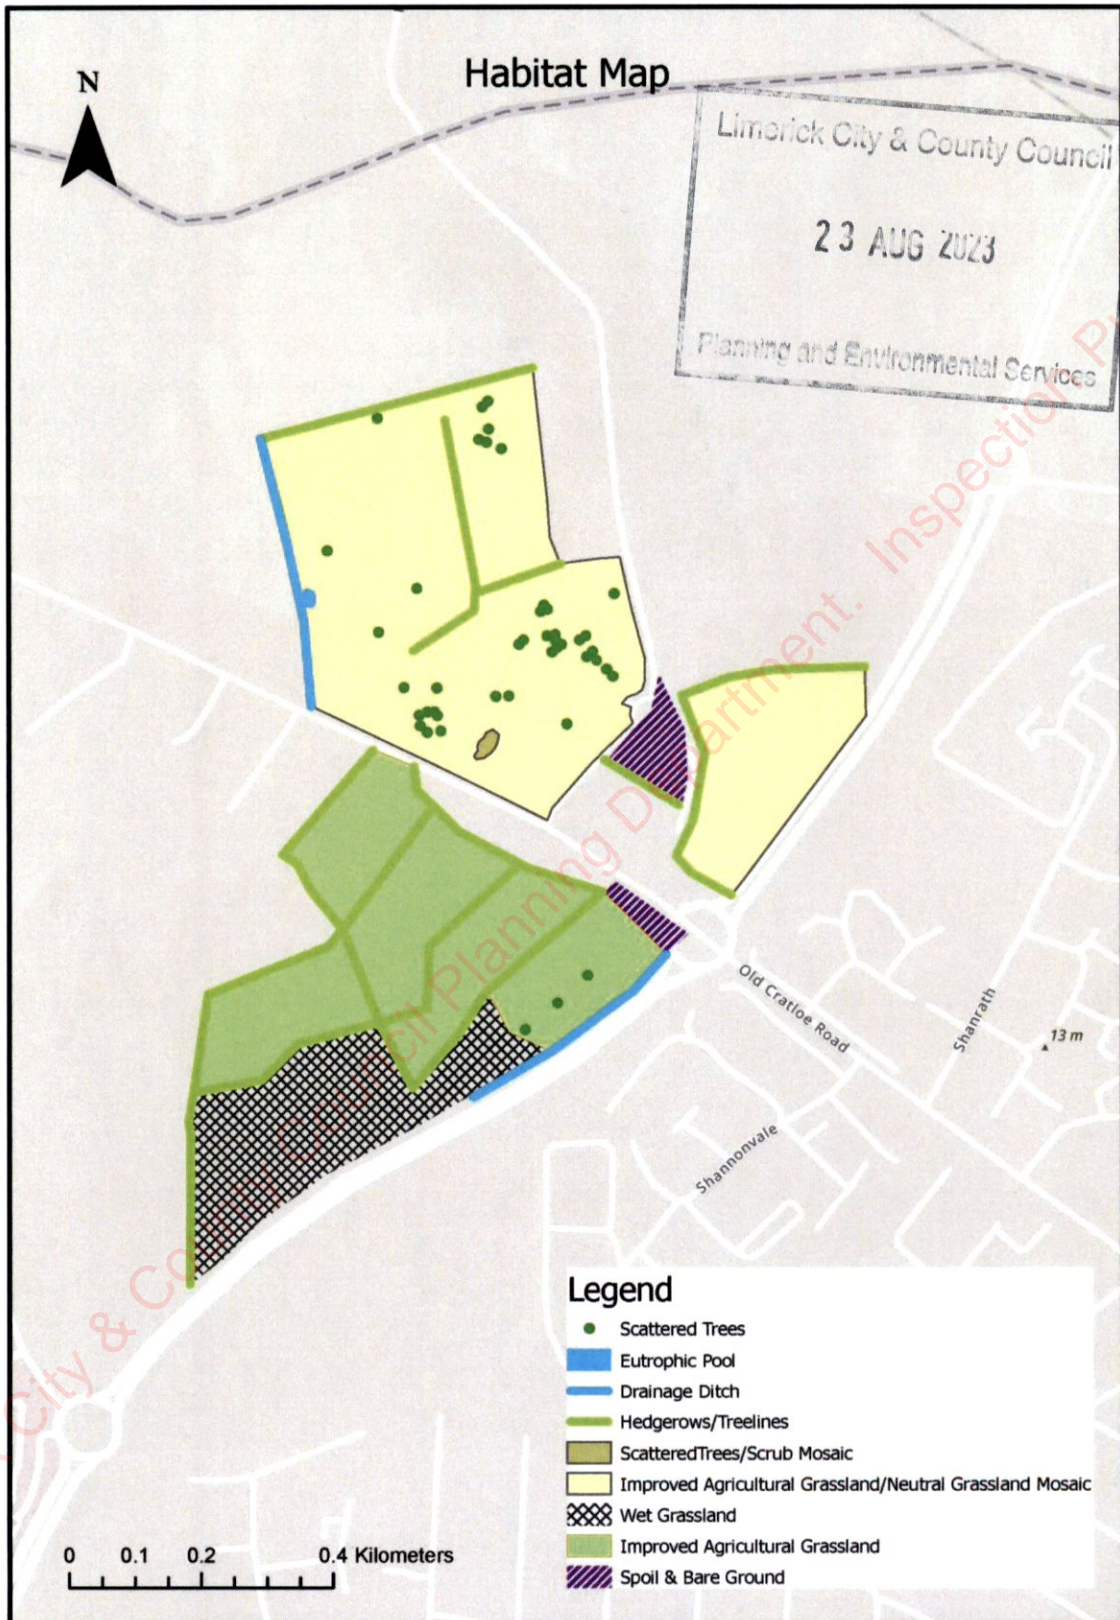 Habitat Map
N
Limerick City & County Council
23 AUG 2023
Planning and Environmental Services
City & County Council Planning Department. Inspection
Old Cratloe Road
Shanrath
13 m
Shannonvale
Legend
Scattered Trees
Eutrophic Pool
Drainage Ditch
Hedgerows/Treelines
ScatteredTrees/Scrub Mosaic
Improved Agricultural Grassland/Neutral Grassland Mosaic
Wet Grassland
Improved Agricultural Grassland
Spoil & Bare Ground
0 0.1 0.2 0.4 Kilometers